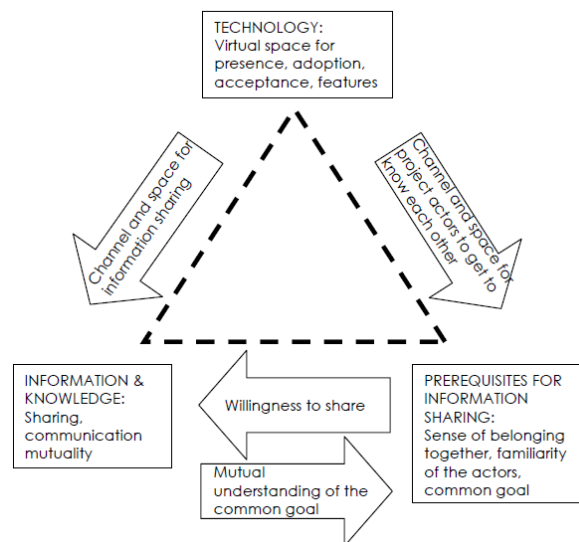 TECHNOLOGY:
Virtual space for
presence, adoption,
acceptance, features
Channel and space for
information sharing
Channel and space for
project actors to get to
know each other
INFORMATION &
KNOWLEDGE:
Sharing,
communication
mutuality
Willingness to share
PREREQUISITES FOR
INFORMATION
SHARING:
Sense of belonging
together, familiarity
of the actors,
common goal
Mutual
understanding of the
common goal